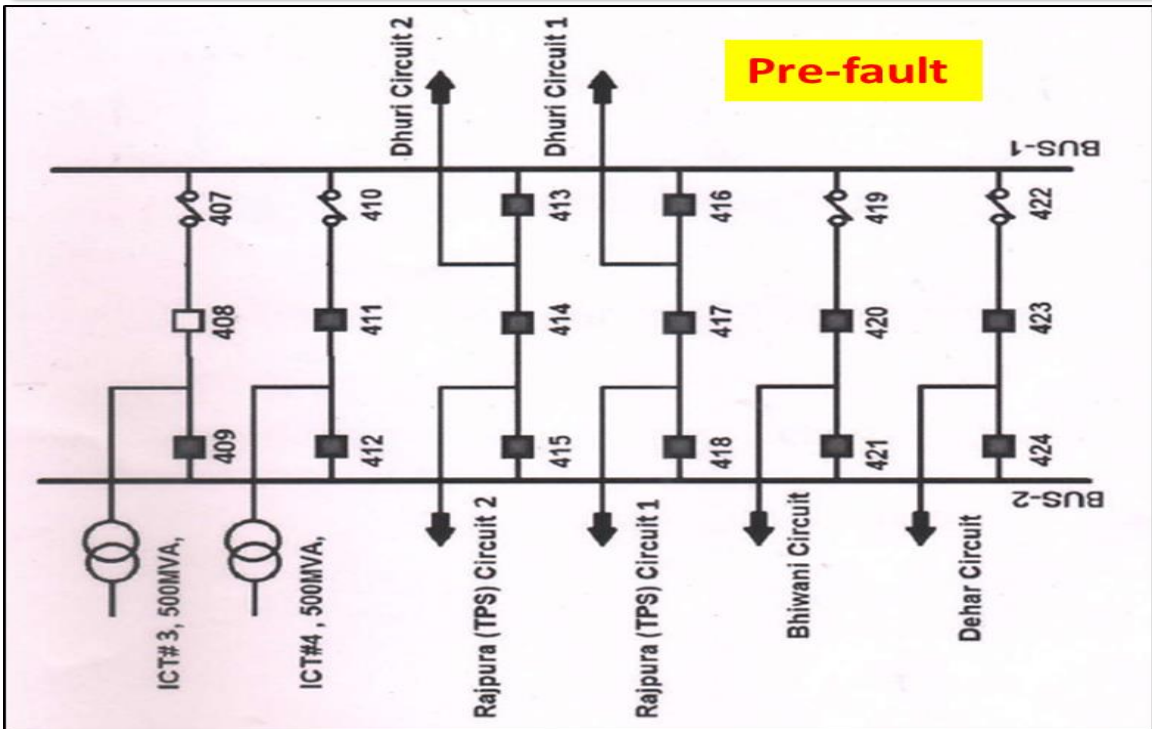 Pre-fault
Dhuri Circuit 2
Dhuri Circuit 1
BUS-1
407
410
413
416
419
422
408
411
414
417
420
423
409
412
415
418
421
424
BUS-2
ICT#3, 500MVA,
ICT#4 , 500MVA,
Rajpura (TPS) Circuit 2
Rajpura (TPS) Circuit 1
Bhiwani Circuit
Dehar Circuit